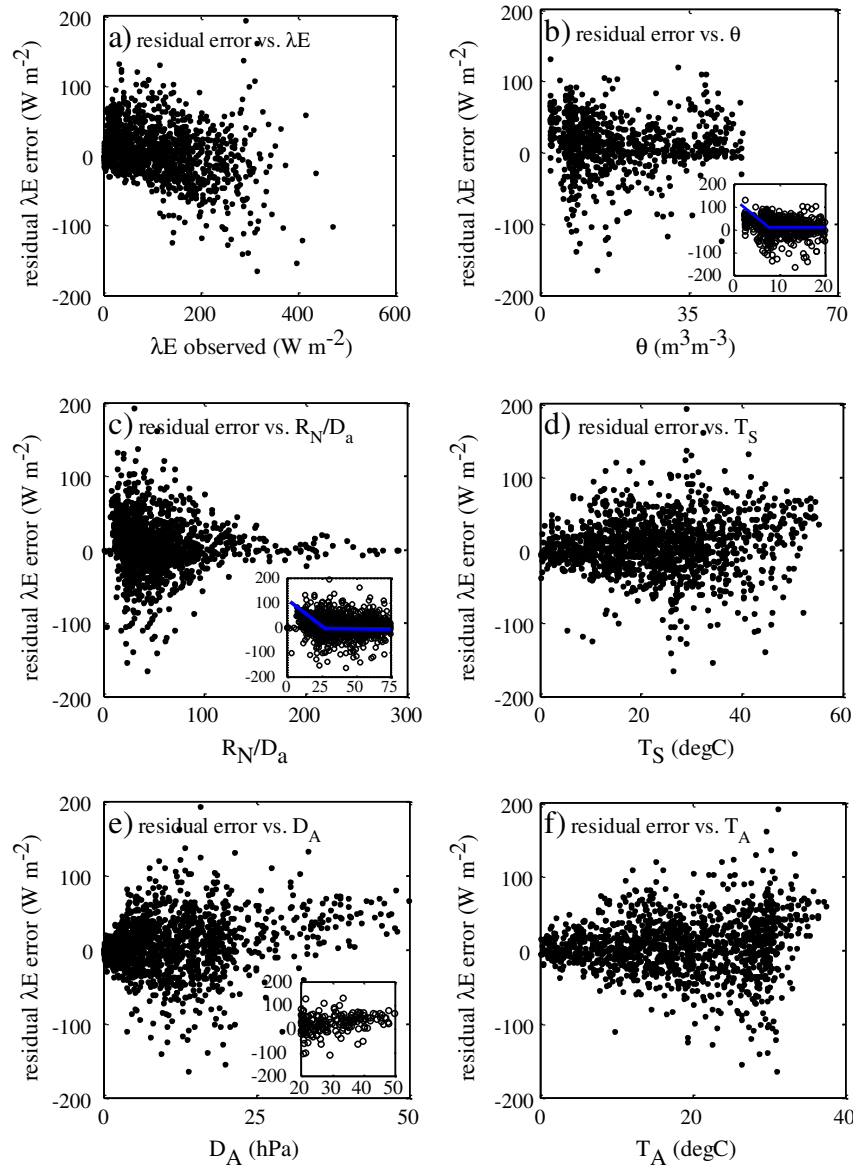 a) residual error vs. λE
residual λE error (W m-2)
200
100
0
-100
-200
0 200 400 600
λE observed (W m-2)
b) residual error vs. θ
residual λE error (W m-2)
200
100
0
-100
-200
0 35 70
θ (m3m-3)
200
100
0
-100
-200
0 10 20
c) residual error vs. RN/Da
residual λE error (W m-2)
200
100
0
-100
-200
0 100 200 300
RN/Da
200
100
0
-100
-200
0 25 50 75
d) residual error vs. TS
residual λE error (W m-2)
200
100
0
-100
-200
0 20 40 60
TS (degC)
e) residual error vs. DA
residual λE error (W m-2)
200
100
0
-100
-200
0 25 50
DA (hPa)
200
100
0
-100
-200
20 30 40 50
f) residual error vs. TA
residual λE error (W m-2)
200
100
0
-100
-200
0 20 40
TA (degC)